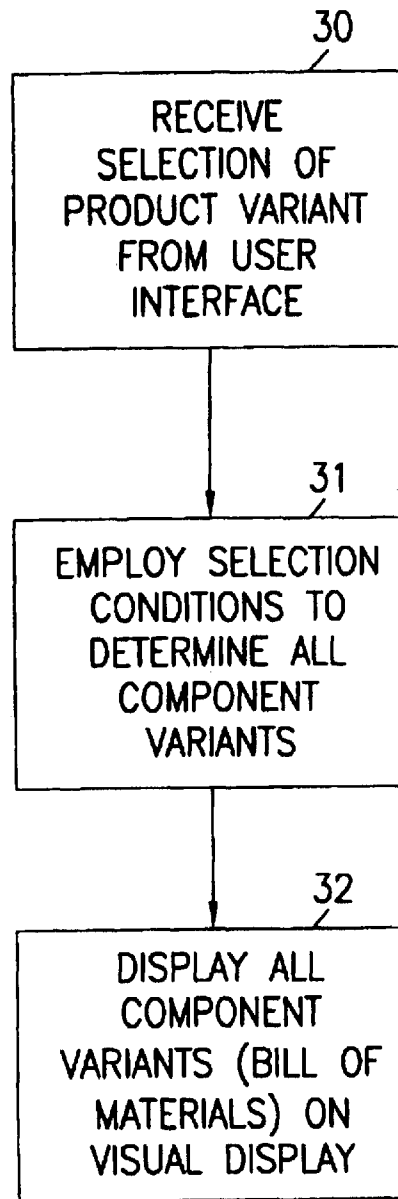 30
RECEIVE
SELECTION OF
PRODUCT VARIANT
FROM USER
INTERFACE
31
EMPLOY SELECTION
CONDITIONS TO
DETERMINE ALL
COMPONENT
VARIANTS
32
DISPLAY ALL
COMPONENT
VARIANTS (BILL OF
MATERIALS) ON
VISUAL DISPLAY